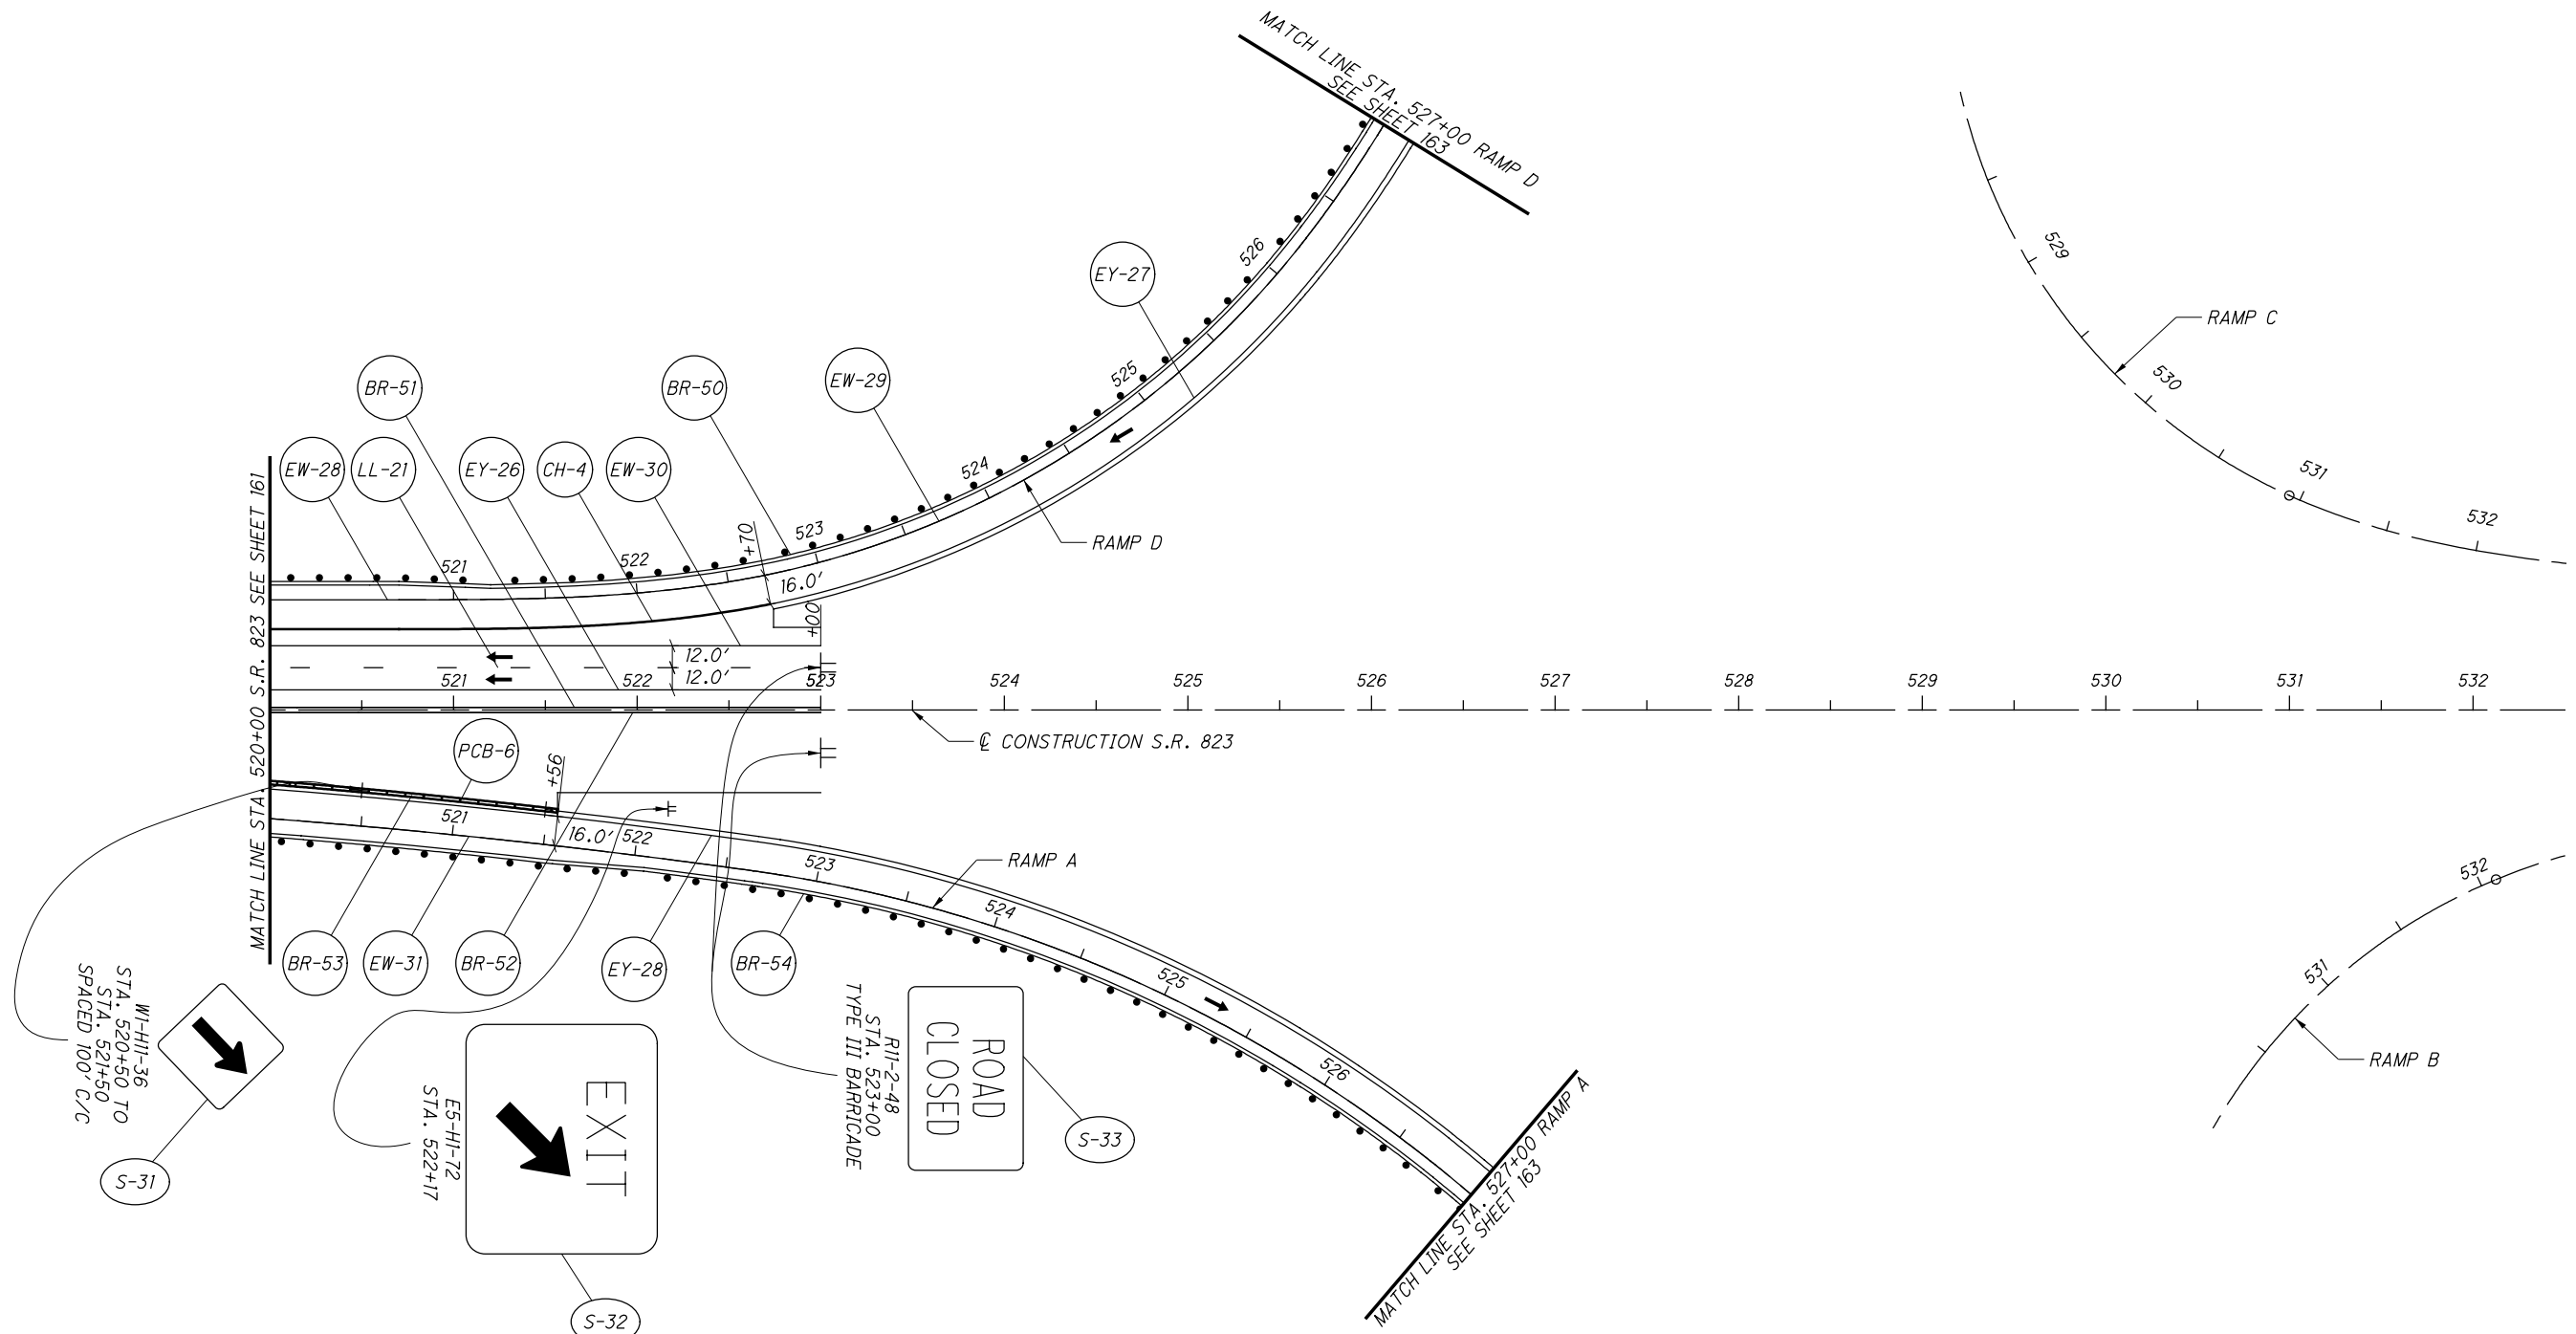 MATCH LINE STA. 527+00 RAMP D
SEE SHEET 163
EY-27
529
RAMP C
530
531
532
526
525
524
523
522
521
BR-51
BR-50
EW-29
EW-28
LL-21
EY-26
CH-4
EW-30
+70
16.0'
+00
RAMP D
12.0'
12.0'
MATCH LINE STA. 520+00 S.R. 823 SEE SHEET 161
521
522
523
524
525
526
527
528
529
530
531
532
℄ CONSTRUCTION S.R. 823
PCB-6
+56
16.0'
521
522
523
524
525
526
RAMP A
BR-53
EW-31
BR-52
EY-28
BR-54
W1-H11-36
STA. 520+50 TO
STA. 521+50
SPACED 100' C/C
S-31
E5-H1-72
STA. 522+17
EXIT
S-32
R11-2-48
STA. 523+00
TYPE III BARRICADE
ROAD
CLOSED
S-33
MATCH LINE STA. 527+00 RAMP A
SEE SHEET 163
532
531
RAMP B